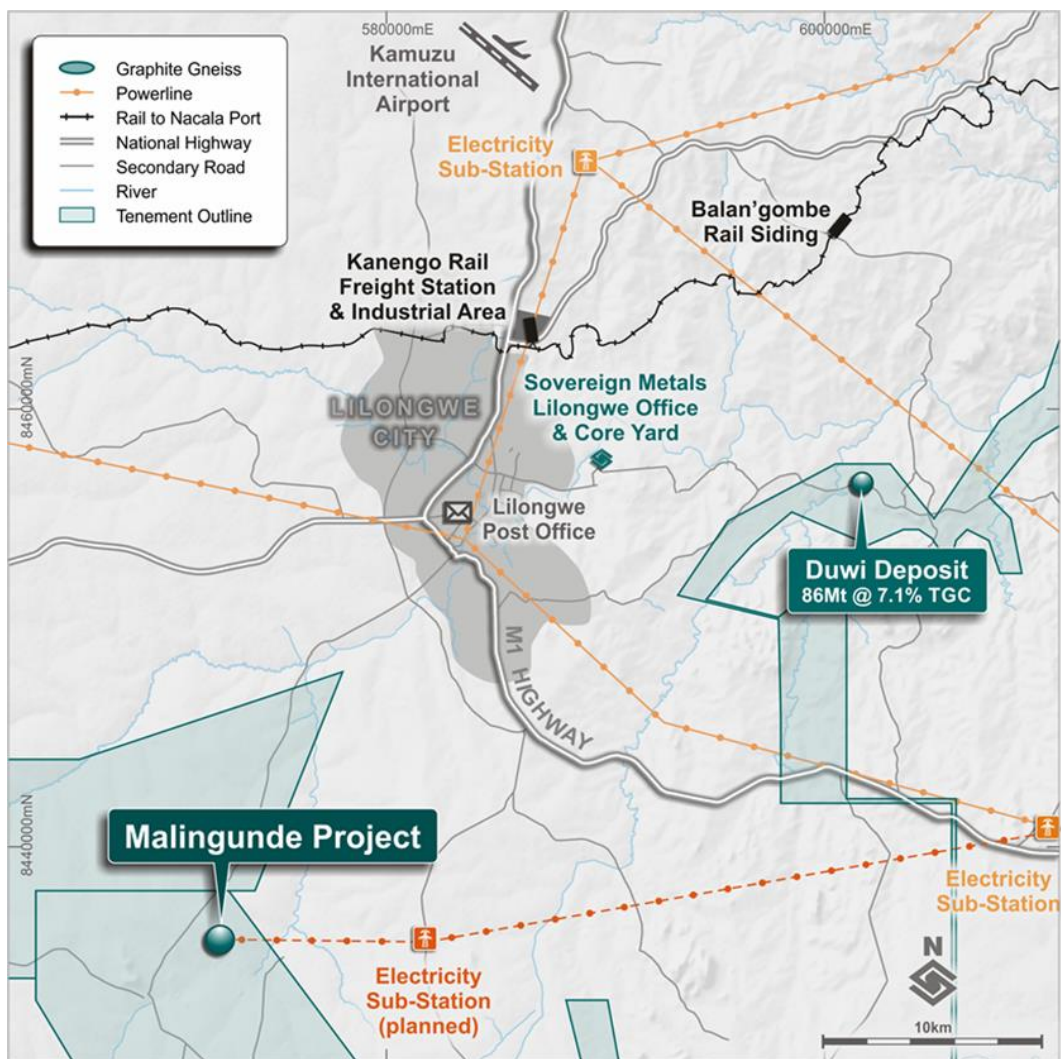 580000mE
600000mE
Kamuzu
International
Airport
Graphite Gneiss
Powerline
Rail to Nacala Port
National Highway
Secondary Road
River
Tenement Outline
Electricity
Sub-Station
Balan'gombe
Rail Siding
Kanengo Rail
Freight Station
& Industrial Area
8460000mN
LILONGWE
CITY
Sovereign Metals
Lilongwe Office
& Core Yard
Lilongwe
Post Office
Duwi Deposit
86Mt @ 7.1% TGC
M1 HIGHWAY
Malingunde Project
8440000mN
Electricity
Sub-Station
Electricity
Sub-Station
(planned)
N
10km